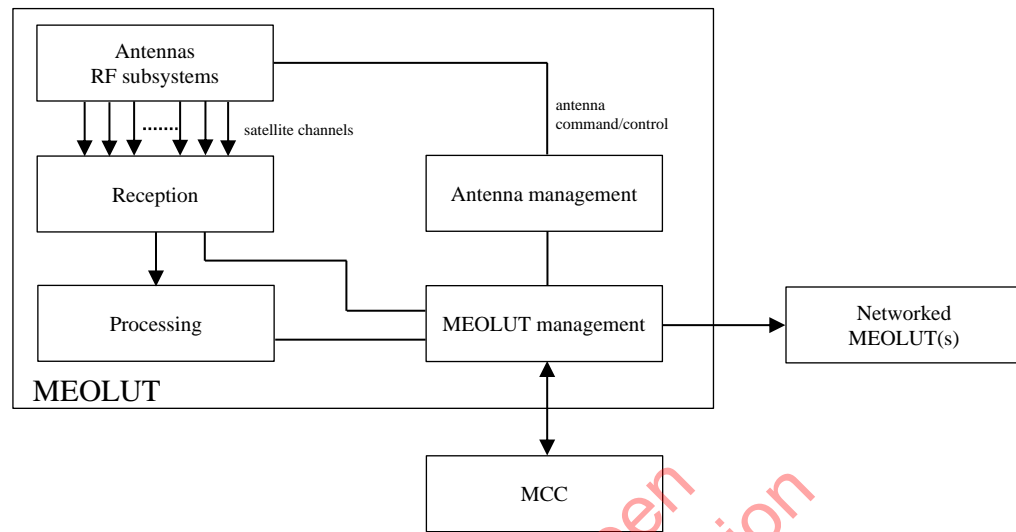 Antennas
RF subsystems
satellite channels
antenna
command/control
Reception
Antenna management
Processing
MEOLUT management
Networked
MEOLUT(s)
MEOLUT
MCC